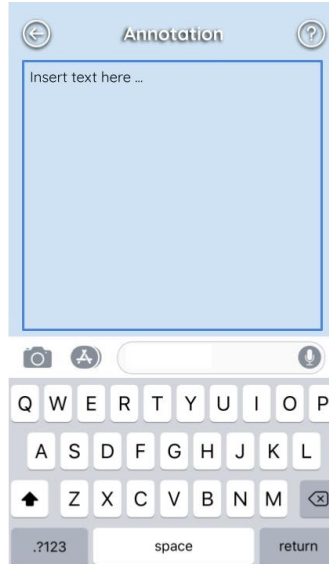 Annotation ?
Insert text here ...
Q W E R T Y U I O P
A S D F G H J K L
Z X C V B N M
.?123 space return